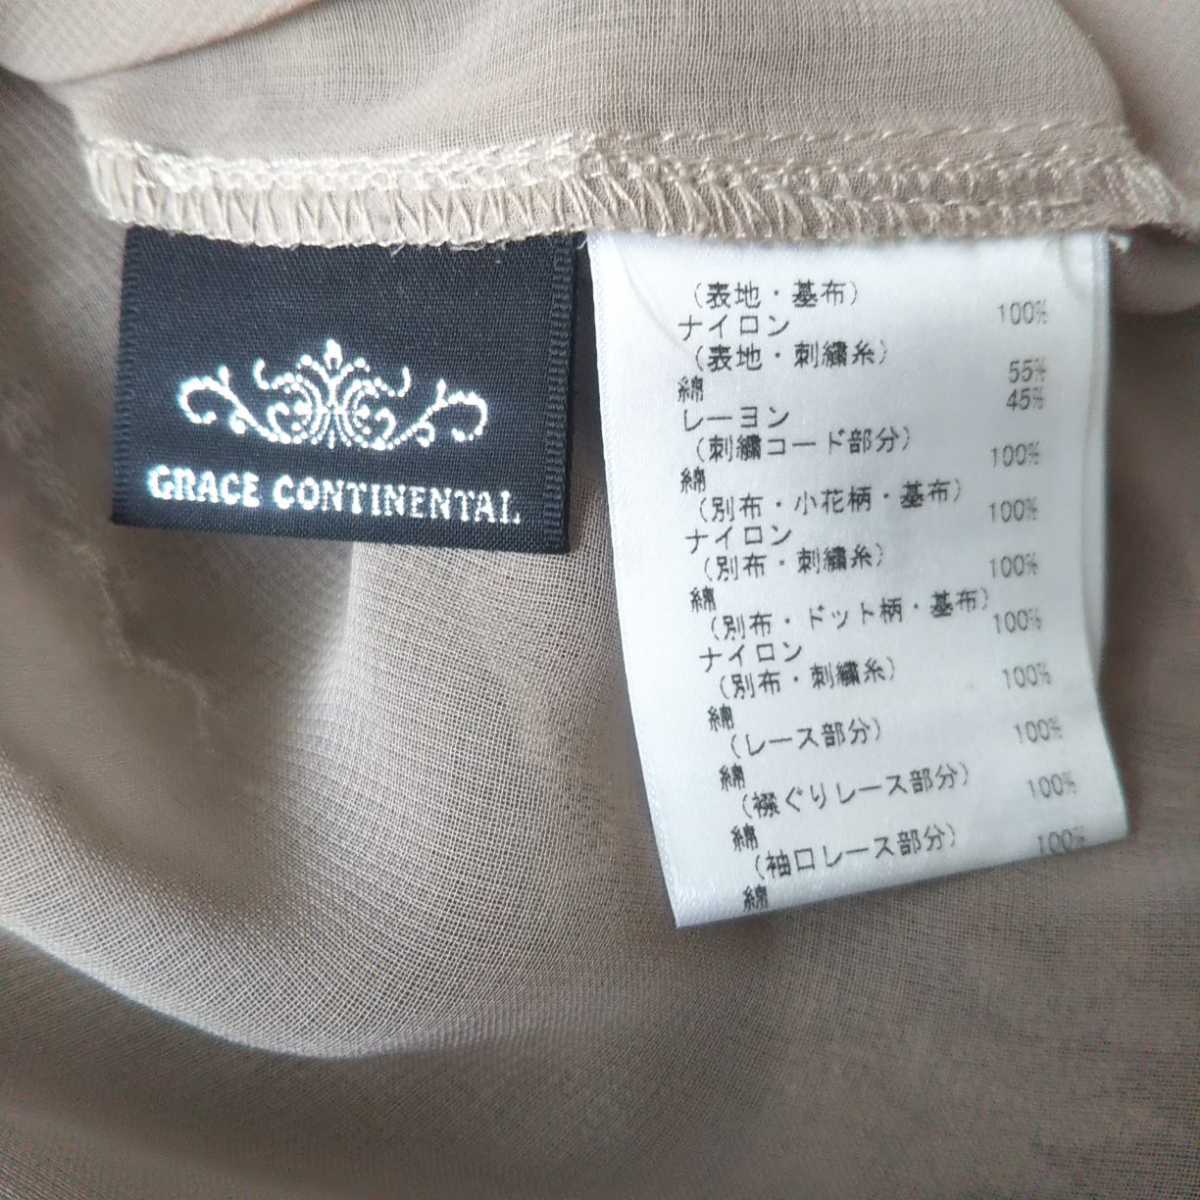 GRACE CONTINENTAL
(表地・基布)
ナイロン 100%
(表地・刺繍糸)
綿 55%
レーヨン 45%
(刺繍コード部分)
綿 100%
(別布・小花柄・基布)
ナイロン 100%
(別布・刺繍糸)
綿 100%
(別布・ドット柄・基布)
ナイロン 100%
(別布・刺繍糸)
綿 100%
(レース部分)
綿 100%
(襟ぐりレース部分)
綿 100%
(袖口レース部分)
綿 100%